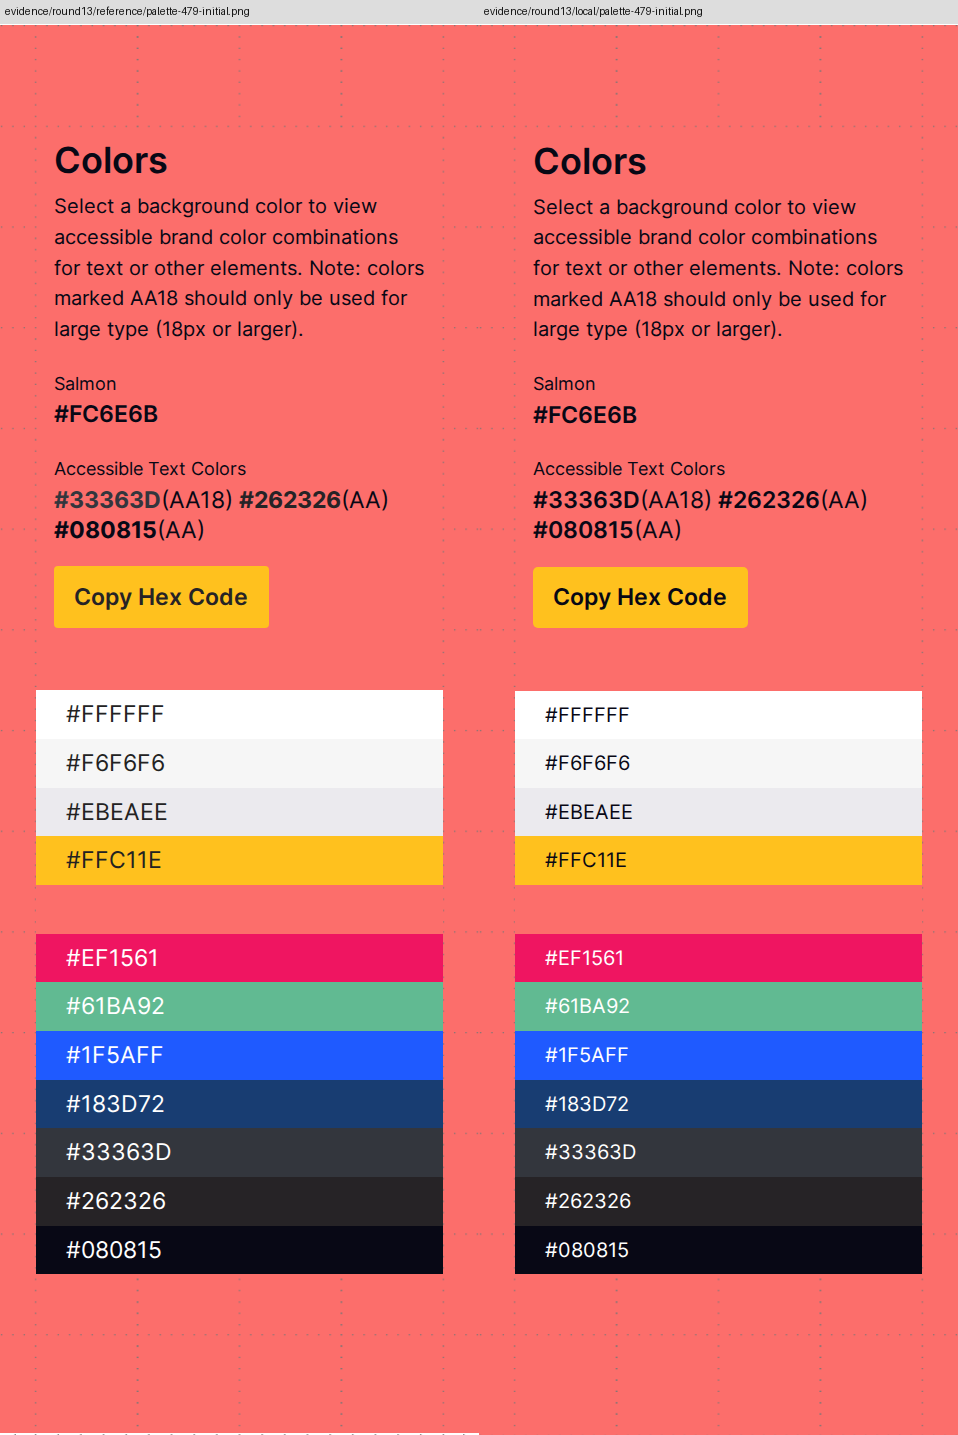 evidence/round13/reference/palette-479-initial.png
Colors
Select a background color to view
accessible brand color combinations
for text or other elements. Note: colors
marked AA18 should only be used for
large type (18px or larger).
Salmon
#FC6E6B
Accessible Text Colors
#33363D(AA18) #262326(AA)
#080815(AA)
Copy Hex Code
#FFFFFF
#F6F6F6
#EBEAEE
#FFC11E
#EF1561
#61BA92
#1F5AFF
#183D72
#33363D
#262326
#080815
evidence/round13/local/palette-479-initial.png
Colors
Select a background color to view
accessible brand color combinations
for text or other elements. Note: colors
marked AA18 should only be used for
large type (18px or larger).
Salmon
#FC6E6B
Accessible Text Colors
#33363D(AA18) #262326(AA)
#080815(AA)
Copy Hex Code
#FFFFFF
#F6F6F6
#EBEAEE
#FFC11E
#EF1561
#61BA92
#1F5AFF
#183D72
#33363D
#262326
#080815